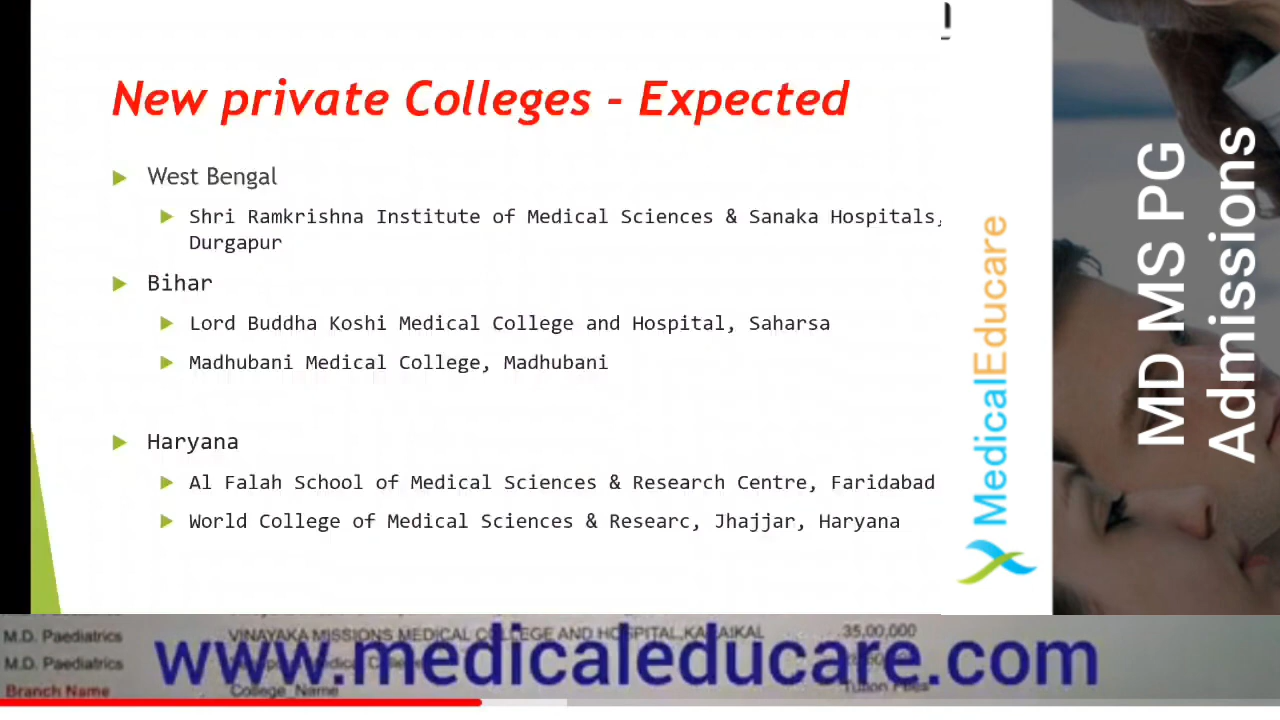 New private Colleges - Expected
West Bengal
Shri Ramkrishna Institute of Medical Sciences & Sanaka Hospitals,
Durgapur
Bihar
Lord Buddha Koshi Medical College and Hospital, Saharsa
Madhubani Medical College, Madhubani
Haryana
Al Falah School of Medical Sciences & Research Centre, Faridabad
World College of Medical Sciences & Researc, Jhajjar, Haryana
MedicalEducare
MD MS PG
Admissions
M.D. Paediatrics VINAYAKA MISSIONS MEDICAL COLLEGE AND HOSPITAL,KARAIKAL 35,00,000
www.medicaleducare.com
M.D. Paediatrics
Branch Name College_Name Tuition Fees